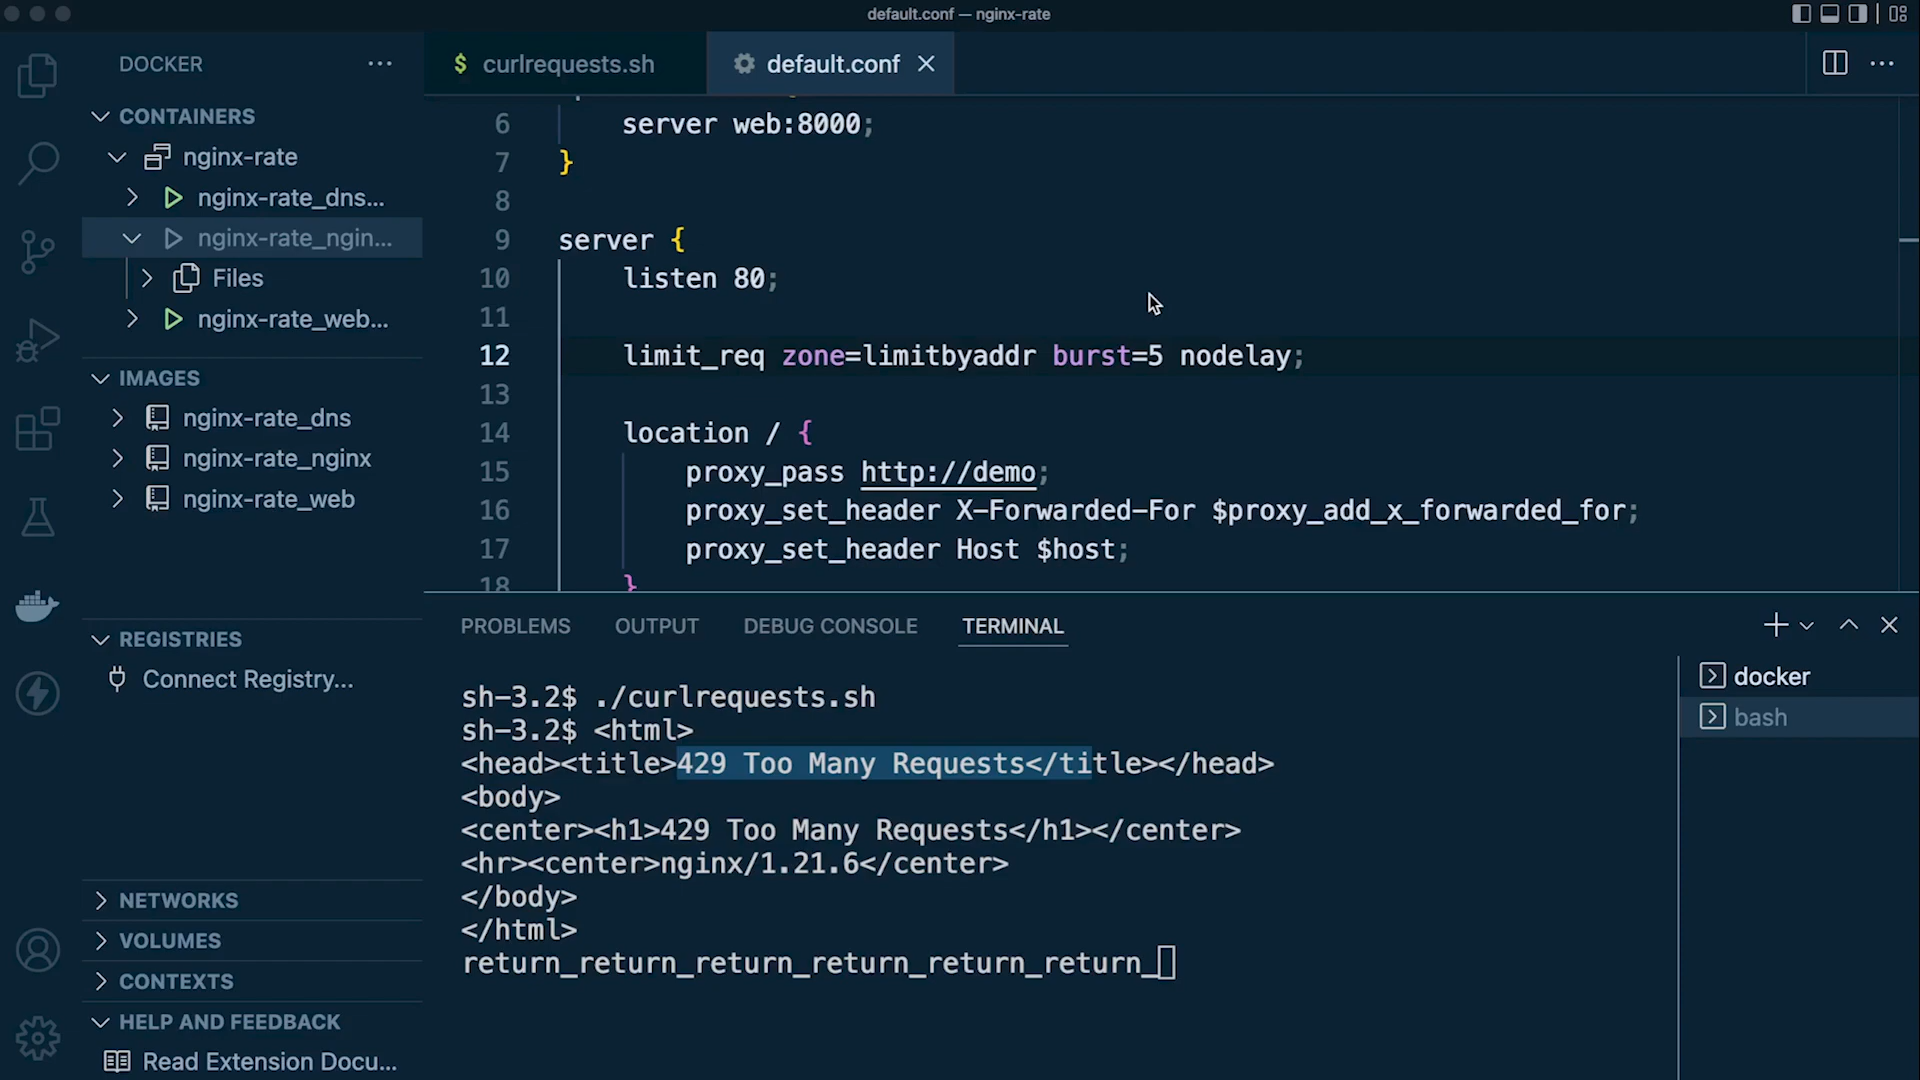 default.conf — nginx-rate
DOCKER
CONTAINERS
nginx-rate
nginx-rate_dns...
nginx-rate_ngin...
Files
nginx-rate_web...
IMAGES
nginx-rate_dns
nginx-rate_nginx
nginx-rate_web
REGISTRIES
Connect Registry...
NETWORKS
VOLUMES
CONTEXTS
HELP AND FEEDBACK
Read Extension Docu...
$ curlrequests.sh
default.conf
6 server web:8000;
7 }
8
9 server {
10 listen 80;
11
12 limit_req zone=limitbyaddr burst=5 nodelay;
13
14 location / {
15 proxy_pass http://demo;
16 proxy_set_header X-Forwarded-For $proxy_add_x_forwarded_for;
17 proxy_set_header Host $host;
18 }
PROBLEMS OUTPUT DEBUG CONSOLE TERMINAL
sh-3.2$ ./curlrequests.sh
sh-3.2$ <html>
<head><title>429 Too Many Requests</title></head>
<body>
<center><h1>429 Too Many Requests</h1></center>
<hr><center>nginx/1.21.6</center>
</body>
</html>
return_return_return_return_return_return_
docker
bash